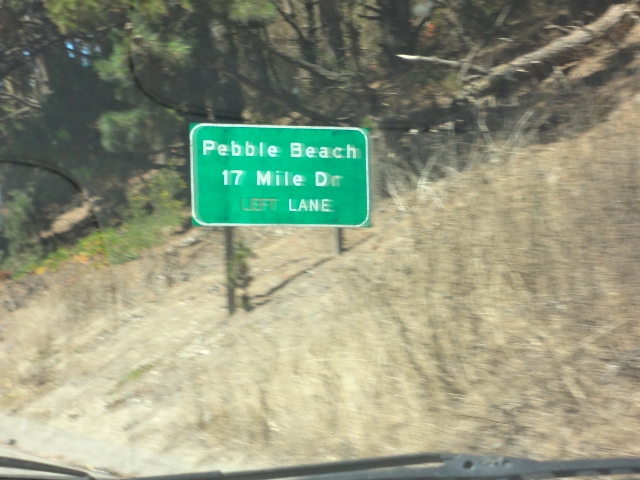 Pebble Beach
17 Mile Dr
LEFT LANE